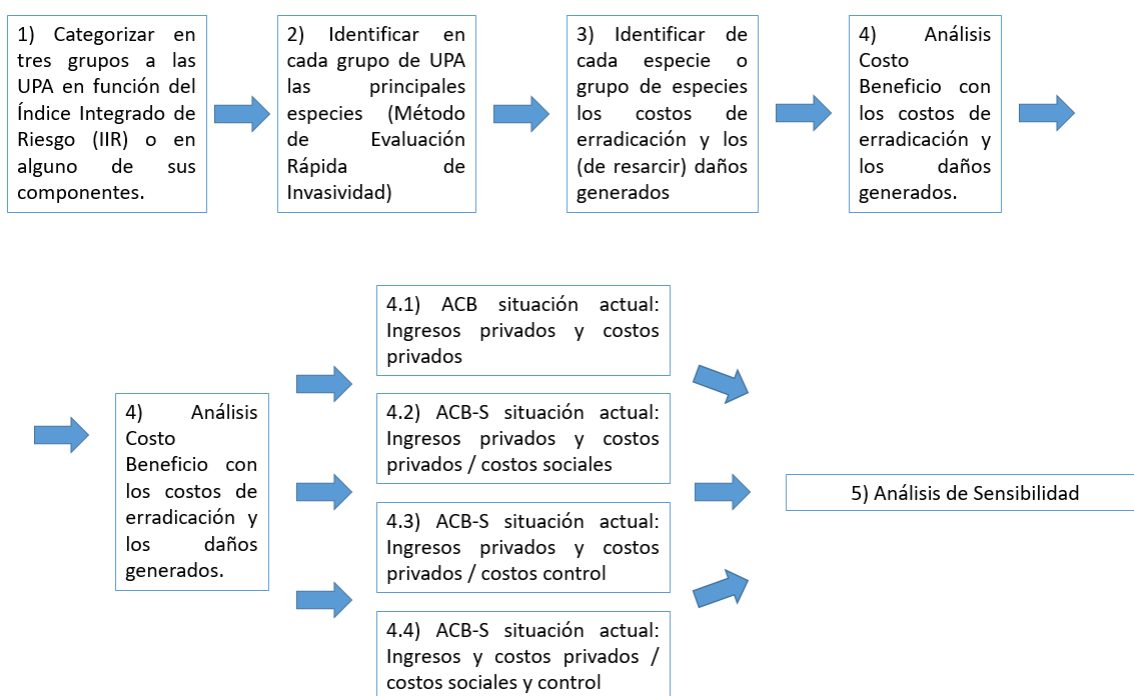 1) Categorizar en
tres grupos a las
UPA en función del
Índice Integrado de
Riesgo (IIR) o en
alguno de sus
componentes.
2) Identificar en
cada grupo de UPA
las principales
especies (Método
de Evaluación
Rápida de
Invasividad)
3) Identificar de
cada especie o
grupo de especies
los costos de
erradicación y los
(de resarcir) daños
generados
4) Análisis
Costo
Beneficio con
los costos de
erradicación y
los daños
generados.
4) Análisis
Costo
Beneficio con
los costos de
erradicación y
los daños
generados.
4.1) ACB situación actual:
Ingresos privados y costos
privados
4.2) ACB-S situación actual:
Ingresos privados y costos
privados / costos sociales
4.3) ACB-S situación actual:
Ingresos privados y costos
privados / costos control
4.4) ACB-S situación actual:
Ingresos y costos privados /
costos sociales y control
5) Análisis de Sensibilidad